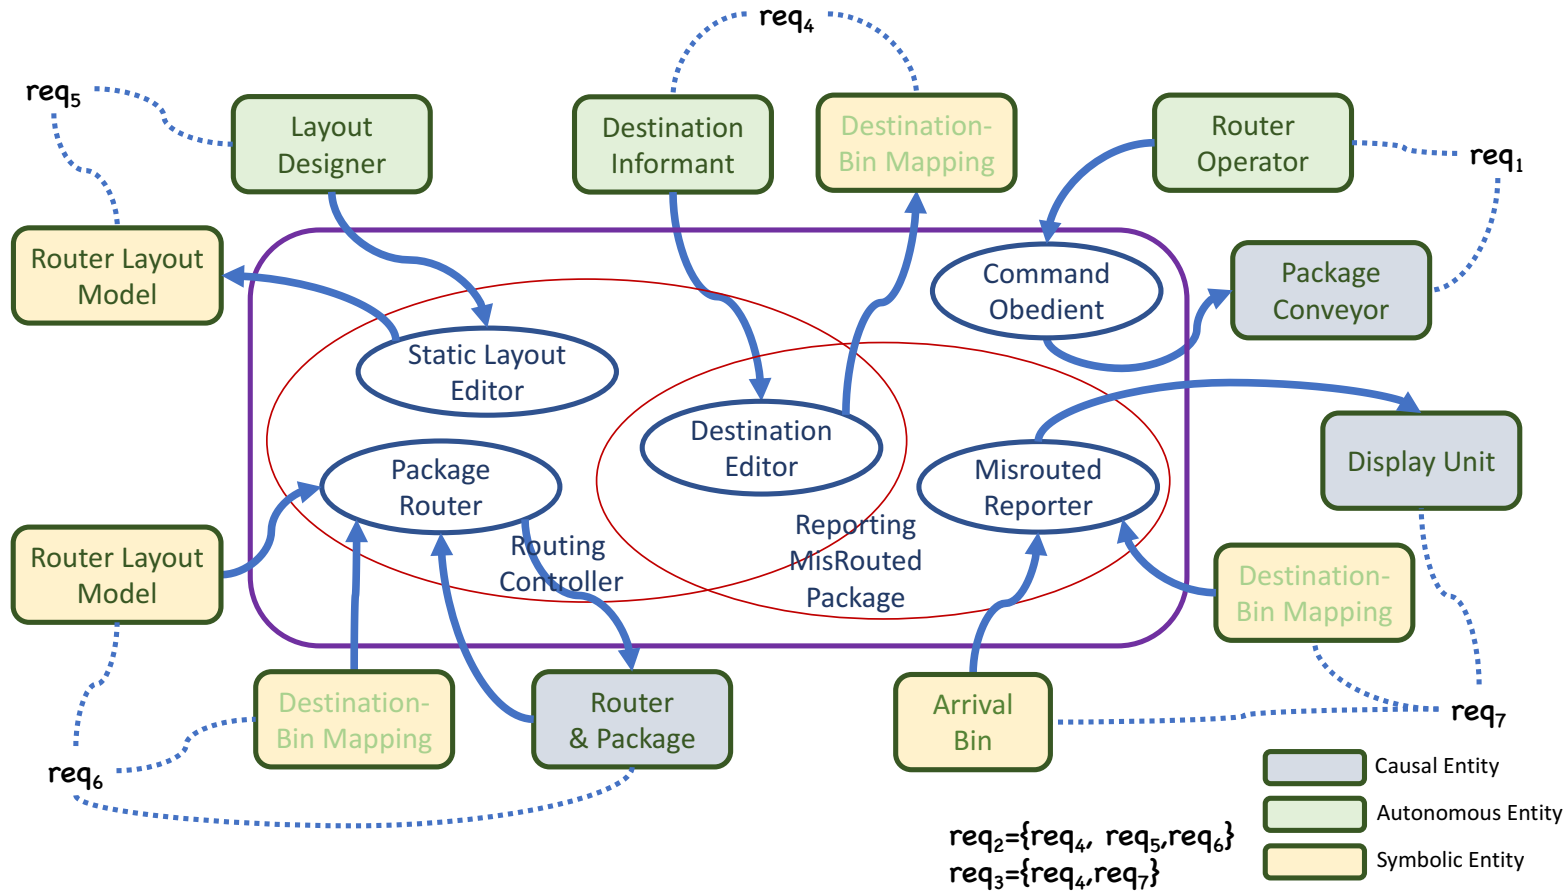 req₄
req₅
Layout
Designer
Destination
Informant
Destination-
Bin Mapping
Router
Operator
req₁
Router Layout
Model
Command
Obedient
Package
Conveyor
Static Layout
Editor
Destination
Editor
Package
Router
Misrouted
Reporter
Display Unit
Routing
Controller
Reporting
MisRouted
Package
Router Layout
Model
Destination-
Bin Mapping
Destination-
Bin Mapping
Router
& Package
Arrival
Bin
req₇
req₆
Causal Entity
Autonomous Entity
Symbolic Entity
req₂={req₄, req₅,req₆}
req₃={req₄,req₇}